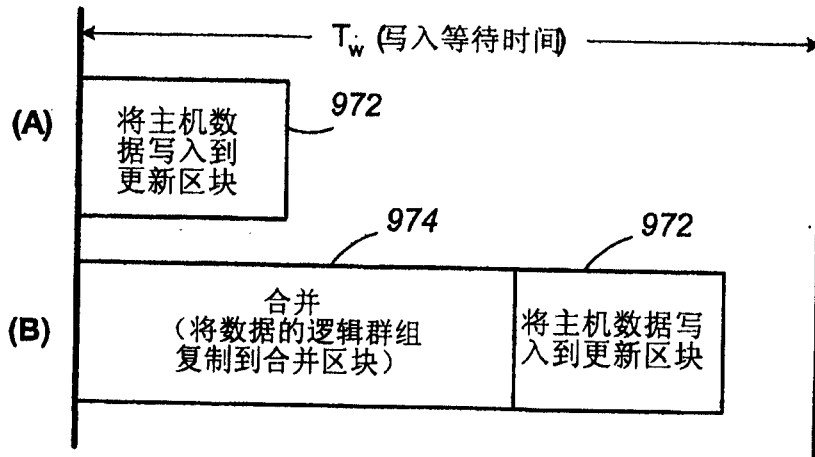 T_w (写入等待时间)
(A)
将主机数
据写入到
更新区块
972
974
972
(B)
合并
（将数据的逻辑群组
复制到合并区块）
将主机数据写
入到更新区块